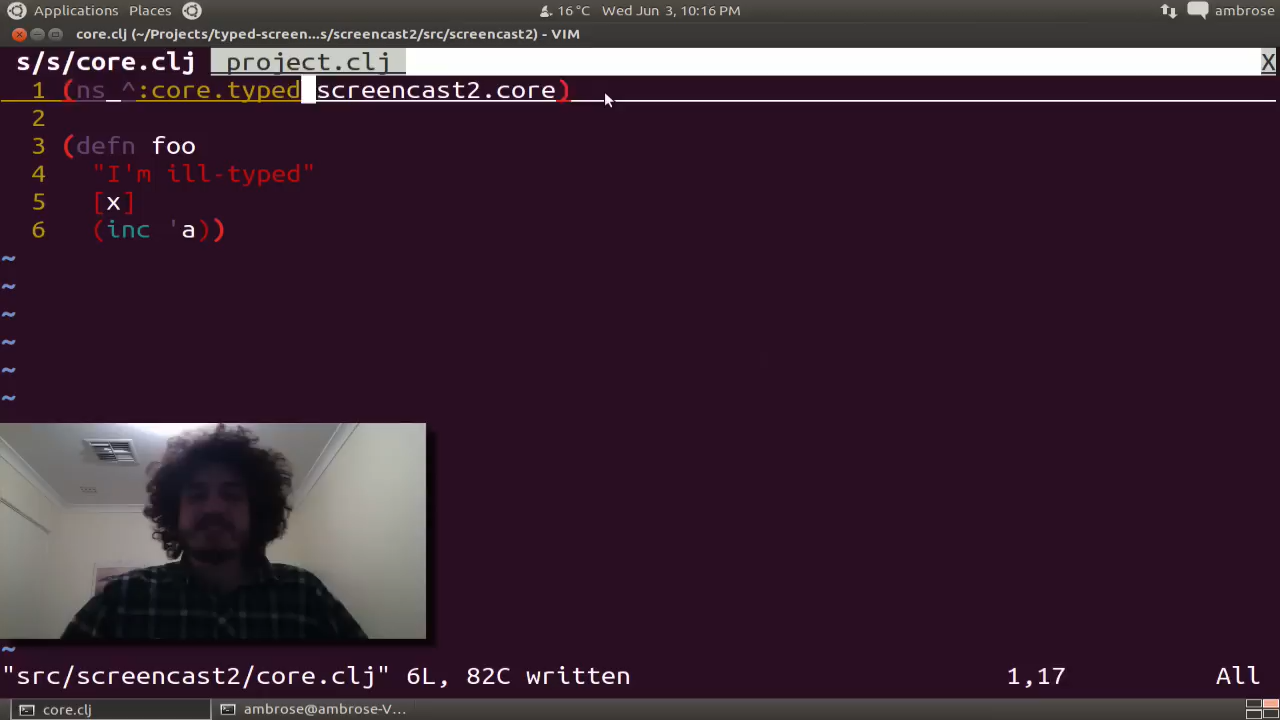 Applications Places 16 °C Wed Jun 3, 10:16 PM ambrose
core.clj (~/Projects/typed-screen...s/screencast2/src/screencast2) - VIM
s/s/core.clj project.clj X
1 (ns ^:core.typed screencast2.core)
2
3 (defn foo
4 "I'm ill-typed"
5 [x]
6 (inc 'a))
~
~
~
~
~
~
~
"src/screencast2/core.clj" 6L, 82C written 1,17 All
core.clj ambrose@ambrose-V...